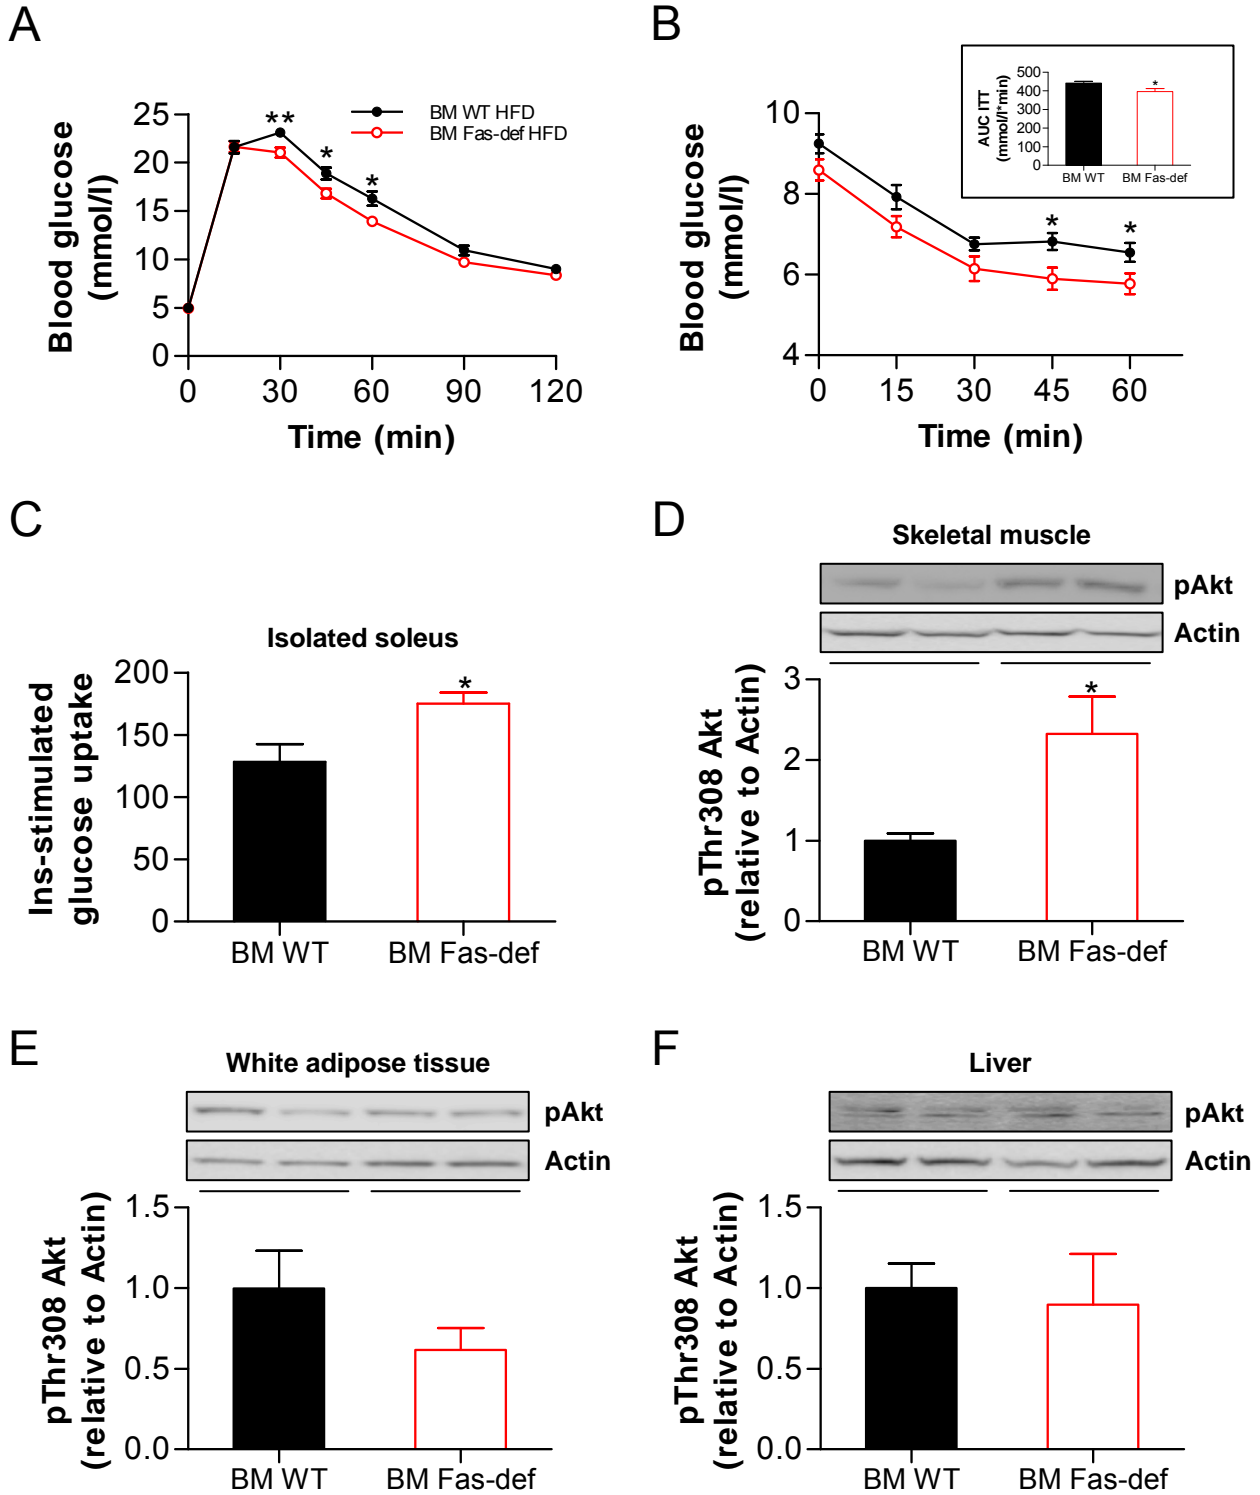 A
BM WT HFD
BM Fas-def HFD
**
*
*
25
20
15
10
5
0
Blood glucose
(mmol/l)
0 30 60 90 120
Time (min)
B
10
8
6
4
Blood glucose
(mmol/l)
*
*
0 15 30 45 60
Time (min)
500
400
300
200
100
0
AUC ITT
(mmol/l*min)
*
BM WT BM Fas-def
C
Isolated soleus
200
150
100
50
0
Ins-stimulated
glucose uptake
*
BM WT BM Fas-def
D
Skeletal muscle
pAkt
Actin
3
2
1
0
pThr308 Akt
(relative to Actin)
*
BM WT BM Fas-def
E
White adipose tissue
pAkt
Actin
1.5
1.0
0.5
0.0
pThr308 Akt
(relative to Actin)
BM WT BM Fas-def
F
Liver
pAkt
Actin
1.5
1.0
0.5
0.0
pThr308 Akt
(relative to Actin)
BM WT BM Fas-def